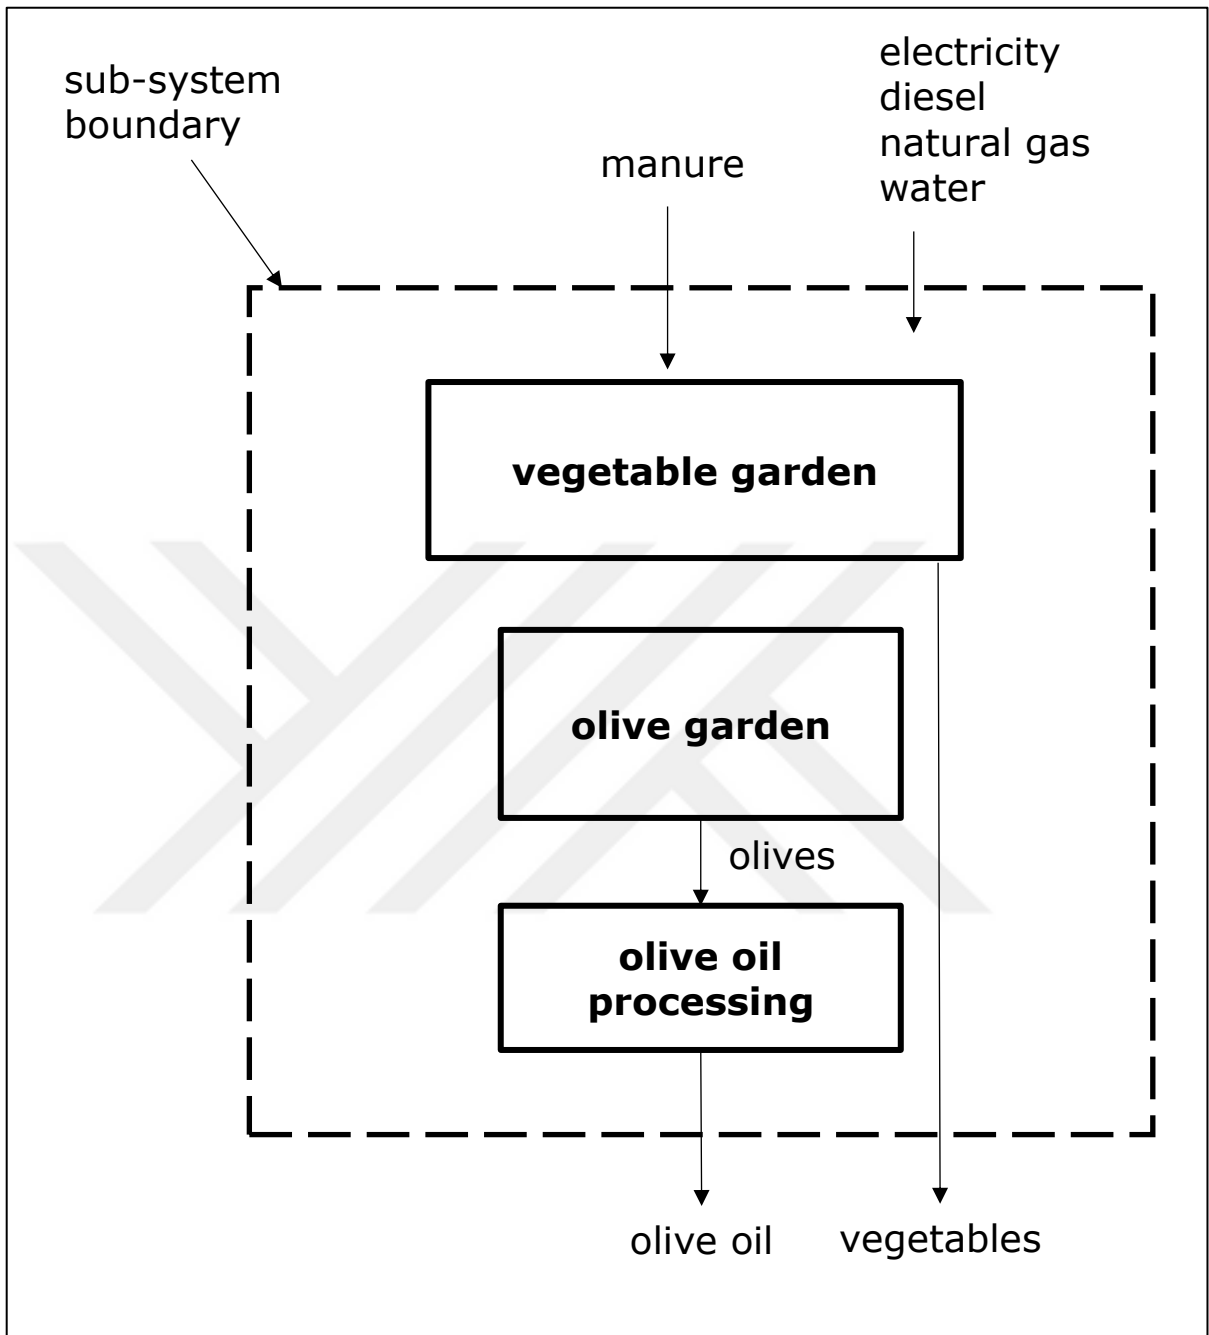 sub-system
boundary
manure
electricity
diesel
natural gas
water
vegetable garden
olive garden
olives
olive oil
processing
olive oil
vegetables